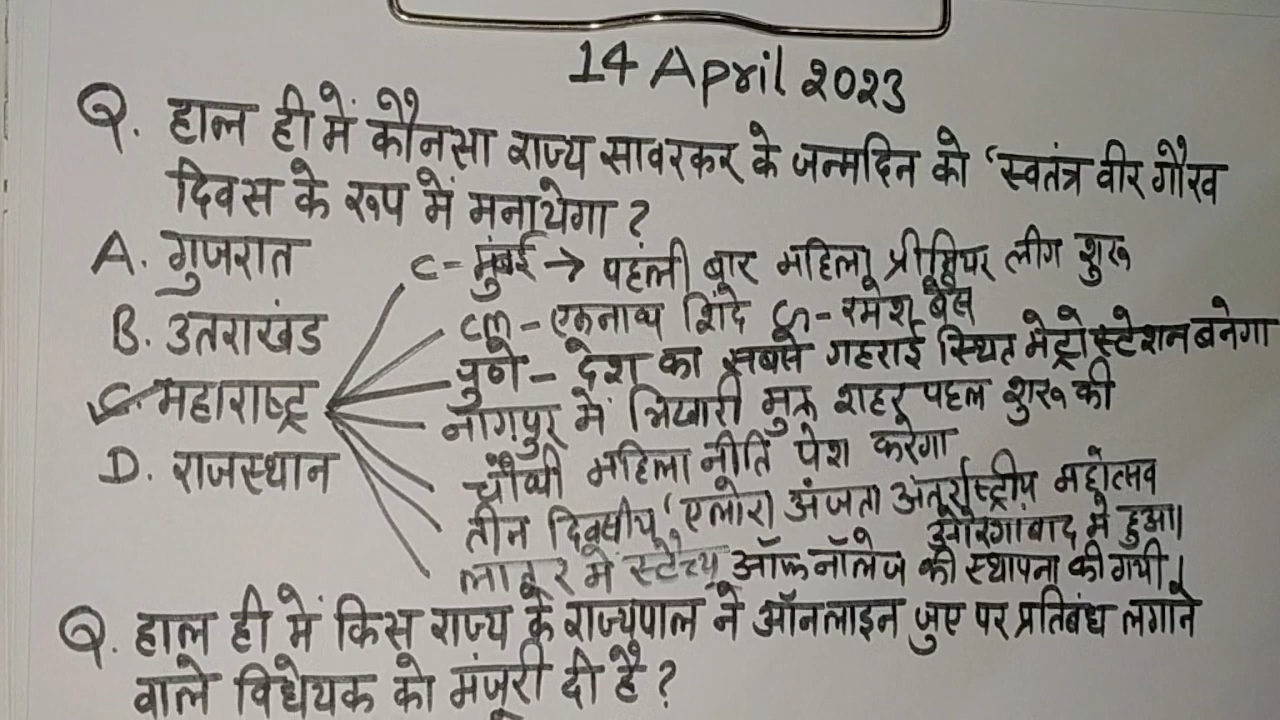 14 April 2023
Q. हाल ही में कौनसा राज्य सावरकर के जन्मदिन को 'स्वतंत्र वीर गौरव
दिवस के रूप में मनायेगा ?
A. गुजरात
C - मुंबई → पहली बार महिला प्रीमियर लीग शुरू
B. उतराखंड
CM - एकनाथ शिंदे G - रमेश बैस
पुणे - देश का सबसे गहराई स्थित मेट्रो स्टेशन बनेगा
C. महाराष्ट्र
नागपुर में भिखारी मुक्त शहर पहल शुरू की
D. राजस्थान
चौथी महिला नीति पेश करेगा
तीन दिवसीय 'एलोरा अंजता अंतर्राष्ट्रीय महोत्सव
औरंगाबाद में हुआ।
लातूर में स्टैच्यू ऑफ नॉलेज की स्थापना की गयी।
Q. हाल ही में किस राज्य के राज्यपाल ने ऑनलाइन जुए पर प्रतिबंध लगाने
वाले विधेयक को मंजूरी दी है ?